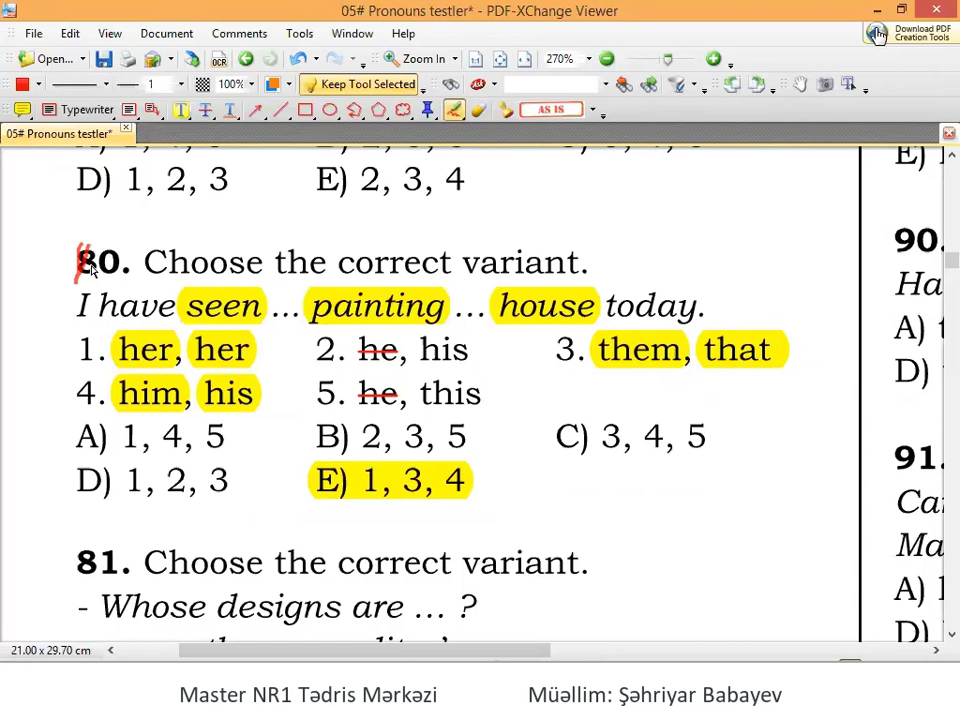 05# Pronouns testler* - PDF-XChange Viewer
File Edit View Document Comments Tools Window Help
Download PDF
Creation Tools
Open... OCR Zoom In 270%
1 100% Keep Tool Selected
Typewriter T T T AS IS
05# Pronouns testler*
D) 1, 2, 3 E) 2, 3, 4
80. Choose the correct variant.
I have seen ... painting ... house today.
1. her, her 2. he, his 3. them, that
4. him, his 5. he, this
A) 1, 4, 5 B) 2, 3, 5 C) 3, 4, 5
D) 1, 2, 3 E) 1, 3, 4
81. Choose the correct variant.
- Whose designs are ... ?
90.
Ha
A)
D)
91.
Ca
Ma
A)
D)
21.00 x 29.70 cm
Master NR1 Tədris Mərkəzi Müəllim: Şəhriyar Babayev